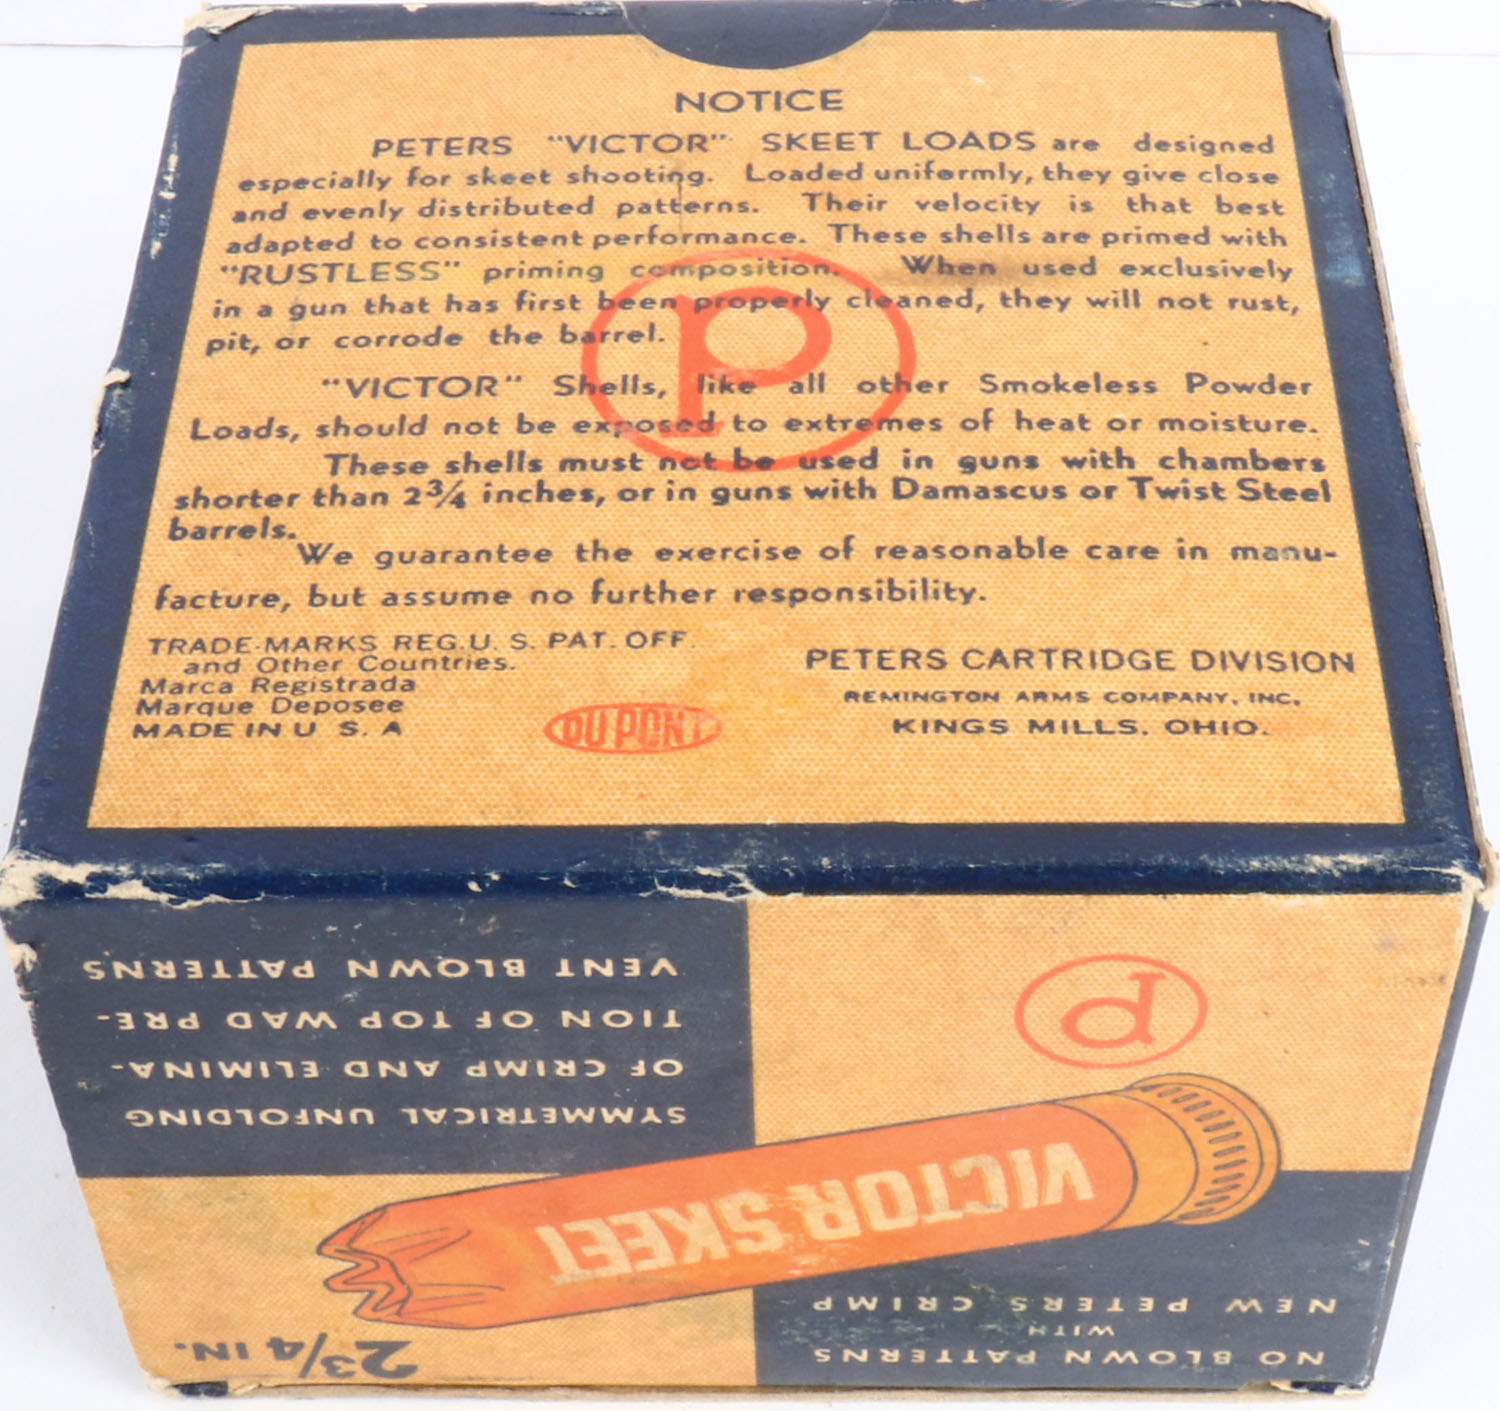 NOTICE
PETERS "VICTOR" SKEET LOADS are designed
especially for skeet shooting. Loaded uniformly, they give close
and evenly distributed patterns. Their velocity is that best
adapted to consistent performance. These shells are primed with
"RUSTLESS" priming composition. When used exclusively
in a gun that has first been properly cleaned, they will not rust,
pit, or corrode the barrel.
"VICTOR" Shells, like all other Smokeless Powder
Loads, should not be exposed to extremes of heat or moisture.
These shells must not be used in guns with chambers
shorter than 2¾ inches, or in guns with Damascus or Twist Steel
barrels.
We guarantee the exercise of reasonable care in manu-
facture, but assume no further responsibility.
TRADE-MARKS REG. U. S. PAT. OFF.
and Other Countries.
Marca Registrada
Marque Deposee
MADE IN U. S. A
DU PONT
PETERS CARTRIDGE DIVISION
REMINGTON ARMS COMPANY, INC.
KINGS MILLS, OHIO.
P
NO BLOWN PATTERNS
WITH
NEW PETERS CRIMP
2¾ IN.
VICTOR SKEET
SYMMETRICAL UNFOLDING
OF CRIMP AND ELIMINA-
TION OF TOP WAD PRE-
VENT BLOWN PATTERNS
P